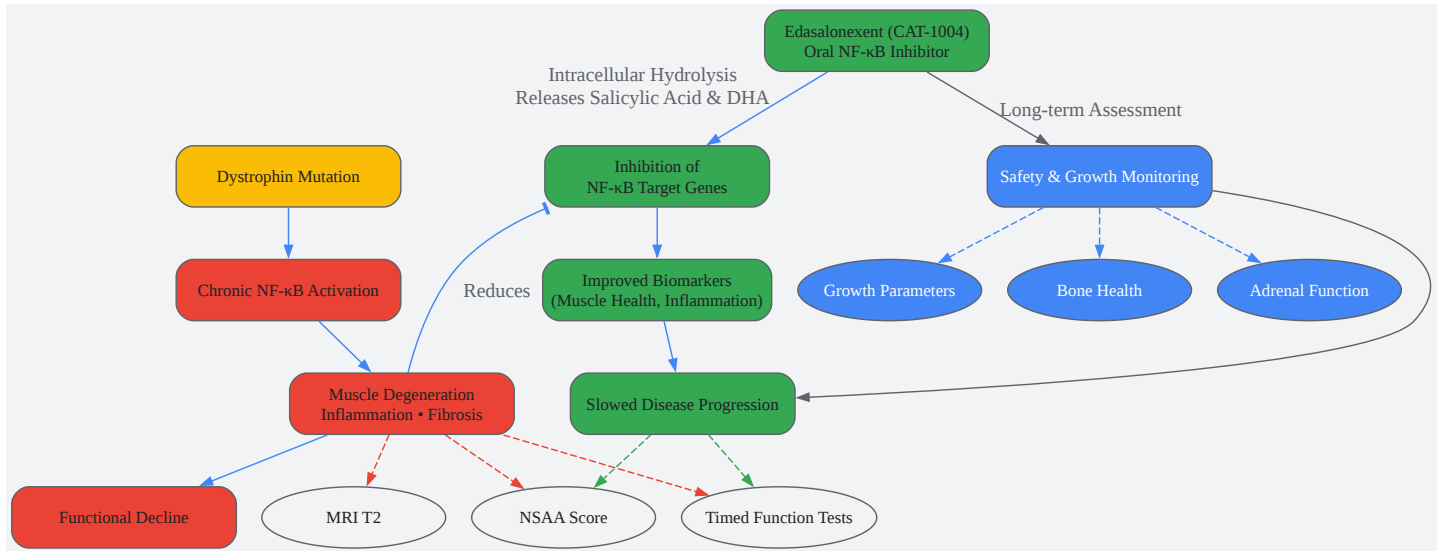 Edasalonexent (CAT-1004)
Oral NF-κB Inhibitor
Intracellular Hydrolysis
Releases Salicylic Acid & DHA
Long-term Assessment
Dystrophin Mutation
Inhibition of
NF-κB Target Genes
Safety & Growth Monitoring
Chronic NF-κB Activation
Reduces
Improved Biomarkers
(Muscle Health, Inflammation)
Growth Parameters
Bone Health
Adrenal Function
Muscle Degeneration
Inflammation • Fibrosis
Slowed Disease Progression
Functional Decline
MRI T2
NSAA Score
Timed Function Tests